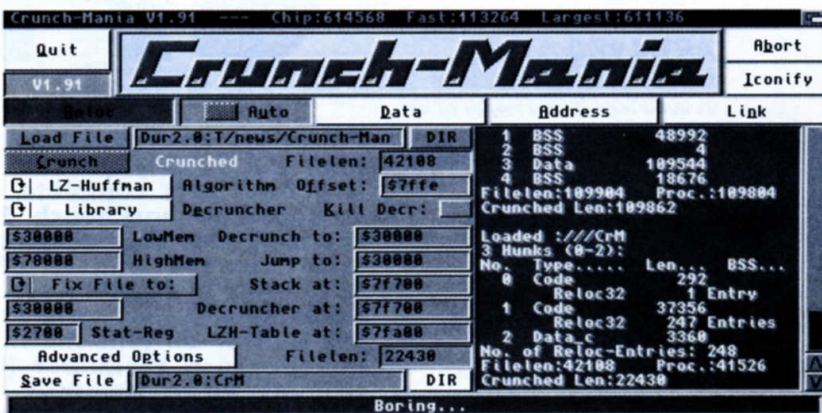 Crunch-Mania V1.91 --- Chip:614568 Fast:113264 Largest:611136
Quit
V1.91
Crunch-Mania
Abort
Iconify
Reloc
Auto
Data
Address
Link
Load File
Dur2.0:T/news/Crunch-Man
DIR
Crunch
Crunched
Filelen: 42108
LZ-Huffman
Algorithm
Offset: $7ffe
Library
Decruncher
Kill Decr:
$30000
LowMem
Decrunch to: $30000
$78000
HighMem
Jump to: $30000
Fix File to:
Stack at: $7f700
$30000
Decruncher at: $7f700
$2700
Stat-Reg
LZH-Table at: $7fa00
Advanced Options
Filelen: 22430
Save File
Dur2.0:CrM
DIR
1 BSS 48992
2 BSS 4
3 Data 109544
4 BSS 18676
Filelen:109904 Proc.:109804
Crunched Len:109862
Loaded :///CrM
3 Hunks (0-2):
No. Type..... Len... BSS...
0 Code 292
Reloc32 1 Entry
1 Code 37356
Reloc32 247 Entries
2 Data_c 3360
No. of Reloc-Entries: 248
Filelen:42108 Proc.:41526
Crunched Len:22430
Boring...